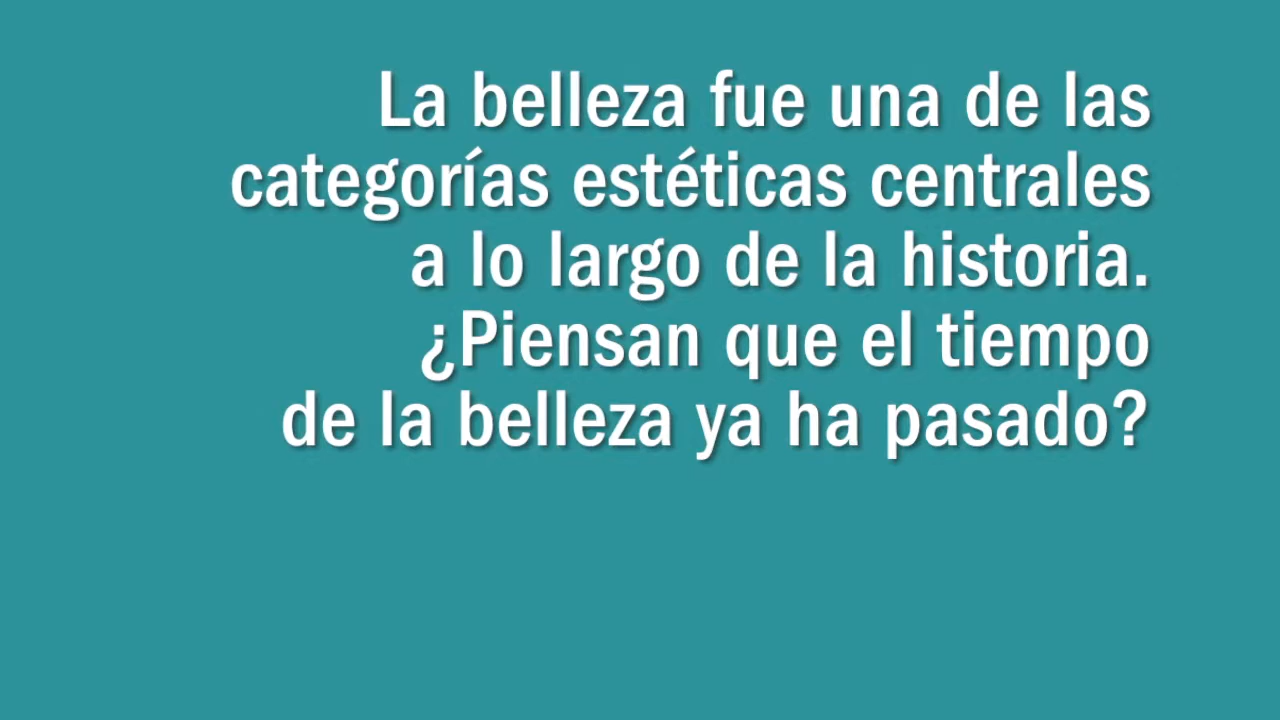 La belleza fue una de las
categorías estéticas centrales
a lo largo de la historia.
¿Piensan que el tiempo
de la belleza ya ha pasado?